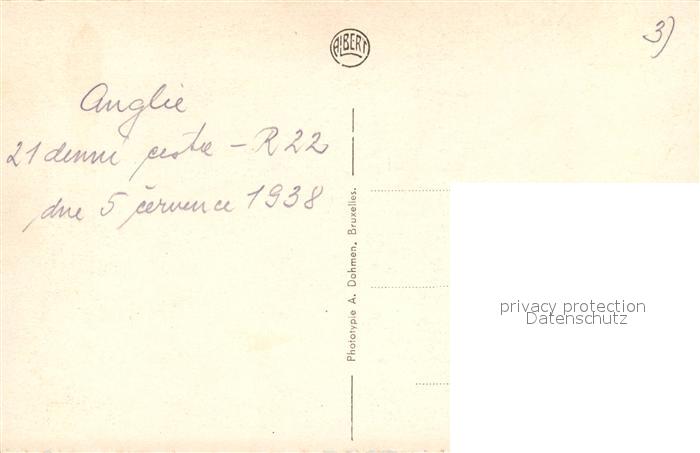 ALBERT
3)
Anglie
21 denní cesta – R 22
dne 5 července 1938
Phototypie A. Dohmen, Bruxelles.
privacy protection
Datenschutz